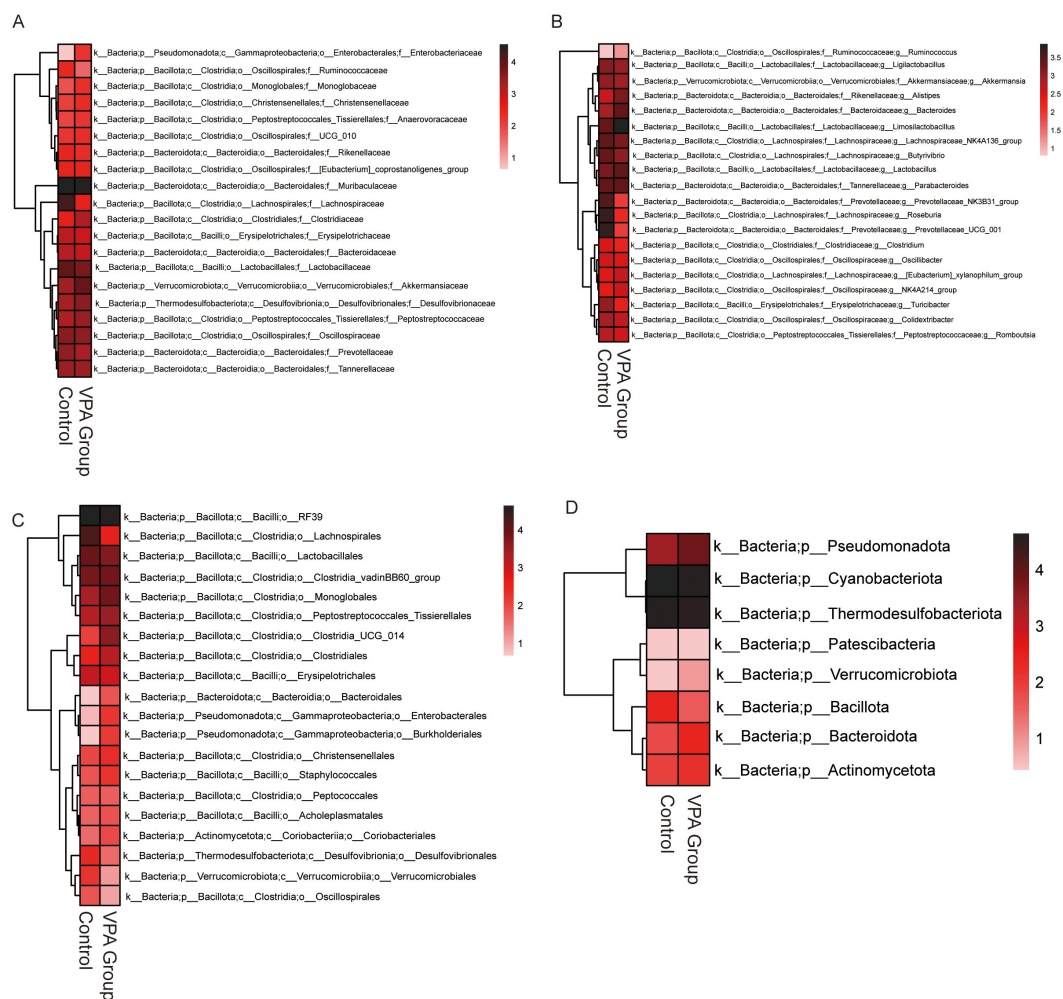 A
k__Bacteria;p__Pseudomonadota;c__Gammaproteobacteria;o__Enterobacterales;f__Enterobacteriaceae
k__Bacteria;p__Bacillota;c__Clostridia;o__Oscillospirales;f__Ruminococcaceae
k__Bacteria;p__Bacillota;c__Clostridia;o__Monoglobales;f__Monoglobaceae
k__Bacteria;p__Bacillota;c__Clostridia;o__Christensenellales;f__Christensenellaceae
k__Bacteria;p__Bacillota;c__Clostridia;o__Peptostreptococcales_Tissierellales;f__Anaerovoracaceae
k__Bacteria;p__Bacillota;c__Clostridia;o__Oscillospirales;f__UCG_010
k__Bacteria;p__Bacteroidota;c__Bacteroidia;o__Bacteroidales;f__Rikenellaceae
k__Bacteria;p__Bacillota;c__Clostridia;o__Oscillospirales;f__[Eubacterium]_coprostanoligenes_group
k__Bacteria;p__Bacteroidota;c__Bacteroidia;o__Bacteroidales;f__Muribaculaceae
k__Bacteria;p__Bacillota;c__Clostridia;o__Lachnospirales;f__Lachnospiraceae
k__Bacteria;p__Bacillota;c__Clostridia;o__Clostridiales;f__Clostridiaceae
k__Bacteria;p__Bacillota;c__Bacilli;o__Erysipelotrichales;f__Erysipelotrichaceae
k__Bacteria;p__Bacteroidota;c__Bacteroidia;o__Bacteroidales;f__Bacteroidaceae
k__Bacteria;p__Bacillota;c__Bacilli;o__Lactobacillales;f__Lactobacillaceae
k__Bacteria;p__Verrucomicrobiota;c__Verrucomicrobiia;o__Verrucomicrobiales;f__Akkermansiaceae
k__Bacteria;p__Thermodesulfobacteriota;c__Desulfovibrionia;o__Desulfovibrionales;f__Desulfovibrionaceae
k__Bacteria;p__Bacillota;c__Clostridia;o__Peptostreptococcales_Tissierellales;f__Peptostreptococcaceae
k__Bacteria;p__Bacillota;c__Clostridia;o__Oscillospirales;f__Oscillospiraceae
k__Bacteria;p__Bacteroidota;c__Bacteroidia;o__Bacteroidales;f__Prevotellaceae
k__Bacteria;p__Bacteroidota;c__Bacteroidia;o__Bacteroidales;f__Tannerellaceae
4
3
2
1
Control
VPA Group
B
k__Bacteria;p__Bacillota;c__Clostridia;o__Oscillospirales;f__Ruminococcaceae;g__Ruminococcus
k__Bacteria;p__Bacillota;c__Bacilli;o__Lactobacillales;f__Lactobacillaceae;g__Ligilactobacillus
k__Bacteria;p__Verrucomicrobiota;c__Verrucomicrobiia;o__Verrucomicrobiales;f__Akkermansiaceae;g__Akkermansia
k__Bacteria;p__Bacteroidota;c__Bacteroidia;o__Bacteroidales;f__Rikenellaceae;g__Alistipes
k__Bacteria;p__Bacteroidota;c__Bacteroidia;o__Bacteroidales;f__Bacteroidaceae;g__Bacteroides
k__Bacteria;p__Bacillota;c__Bacilli;o__Lactobacillales;f__Lactobacillaceae;g__Limosilactobacillus
k__Bacteria;p__Bacillota;c__Clostridia;o__Lachnospirales;f__Lachnospiraceae;g__Lachnospiraceae_NK4A136_group
k__Bacteria;p__Bacillota;c__Clostridia;o__Lachnospirales;f__Lachnospiraceae;g__Butyrivibrio
k__Bacteria;p__Bacillota;c__Bacilli;o__Lactobacillales;f__Lactobacillaceae;g__Lactobacillus
k__Bacteria;p__Bacteroidota;c__Bacteroidia;o__Bacteroidales;f__Tannerellaceae;g__Parabacteroides
k__Bacteria;p__Bacteroidota;c__Bacteroidia;o__Bacteroidales;f__Prevotellaceae;g__Prevotellaceae_NK3B31_group
k__Bacteria;p__Bacillota;c__Clostridia;o__Lachnospirales;f__Lachnospiraceae;g__Roseburia
k__Bacteria;p__Bacteroidota;c__Bacteroidia;o__Bacteroidales;f__Prevotellaceae;g__Prevotellaceae_UCG_001
k__Bacteria;p__Bacillota;c__Clostridia;o__Clostridiales;f__Clostridiaceae;g__Clostridium
k__Bacteria;p__Bacillota;c__Clostridia;o__Oscillospirales;f__Oscillospiraceae;g__Oscillibacter
k__Bacteria;p__Bacillota;c__Clostridia;o__Lachnospirales;f__Lachnospiraceae;g__[Eubacterium]_xylanophilum_group
k__Bacteria;p__Bacillota;c__Clostridia;o__Oscillospirales;f__Oscillospiraceae;g__NK4A214_group
k__Bacteria;p__Bacillota;c__Bacilli;o__Erysipelotrichales;f__Erysipelotrichaceae;g__Turicibacter
k__Bacteria;p__Bacillota;c__Clostridia;o__Oscillospirales;f__Oscillospiraceae;g__Colidextribacter
k__Bacteria;p__Bacillota;c__Clostridia;o__Peptostreptococcales_Tissierellales;f__Peptostreptococcaceae;g__Romboutsia
3.5
3
2.5
2
1.5
1
Control
VPA Group
C
k__Bacteria;p__Bacillota;c__Bacilli;o__RF39
k__Bacteria;p__Bacillota;c__Clostridia;o__Lachnospirales
k__Bacteria;p__Bacillota;c__Bacilli;o__Lactobacillales
k__Bacteria;p__Bacillota;c__Clostridia;o__Clostridia_vadinBB60_group
k__Bacteria;p__Bacillota;c__Clostridia;o__Monoglobales
k__Bacteria;p__Bacillota;c__Clostridia;o__Peptostreptococcales_Tissierellales
k__Bacteria;p__Bacillota;c__Clostridia;o__Clostridia_UCG_014
k__Bacteria;p__Bacillota;c__Clostridia;o__Clostridiales
k__Bacteria;p__Bacillota;c__Bacilli;o__Erysipelotrichales
k__Bacteria;p__Bacteroidota;c__Bacteroidia;o__Bacteroidales
k__Bacteria;p__Pseudomonadota;c__Gammaproteobacteria;o__Enterobacterales
k__Bacteria;p__Pseudomonadota;c__Gammaproteobacteria;o__Burkholderiales
k__Bacteria;p__Bacillota;c__Clostridia;o__Christensenellales
k__Bacteria;p__Bacillota;c__Bacilli;o__Staphylococcales
k__Bacteria;p__Bacillota;c__Clostridia;o__Peptococcales
k__Bacteria;p__Bacillota;c__Bacilli;o__Acholeplasmatales
k__Bacteria;p__Actinomycetota;c__Coriobacteriia;o__Coriobacteriales
k__Bacteria;p__Thermodesulfobacteriota;c__Desulfovibrionia;o__Desulfovibrionales
k__Bacteria;p__Verrucomicrobiota;c__Verrucomicrobiia;o__Verrucomicrobiales
k__Bacteria;p__Bacillota;c__Clostridia;o__Oscillospirales
4
3
2
1
Control
VPA Group
D
k__Bacteria;p__Pseudomonadota
k__Bacteria;p__Cyanobacteriota
k__Bacteria;p__Thermodesulfobacteriota
k__Bacteria;p__Patescibacteria
k__Bacteria;p__Verrucomicrobiota
k__Bacteria;p__Bacillota
k__Bacteria;p__Bacteroidota
k__Bacteria;p__Actinomycetota
4
3
2
1
Control
VPA Group